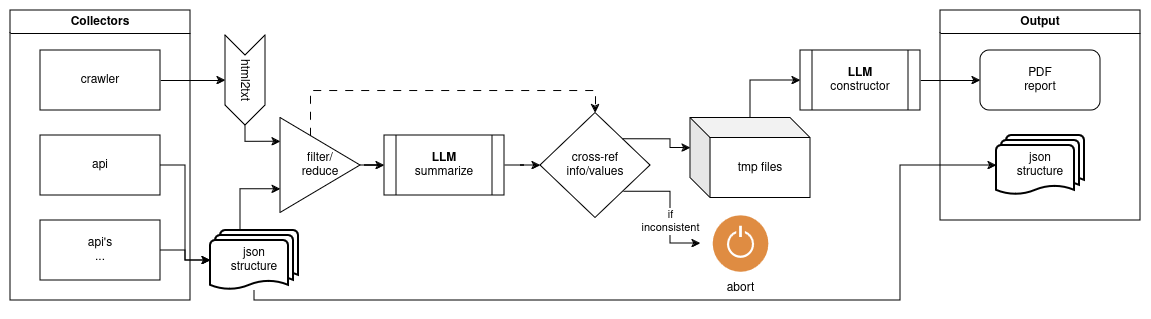 Collectors
crawler
api
api's
...
html2txt
json
structure
filter/
reduce
LLM
summarize
cross-ref
info/values
if
inconsistent
abort
tmp files
LLM
constructor
Output
PDF
report
json
structure